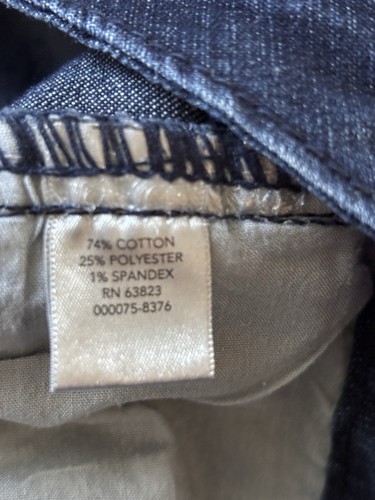 74% COTTON
25% POLYESTER
1% SPANDEX
RN 63823
000075-8376